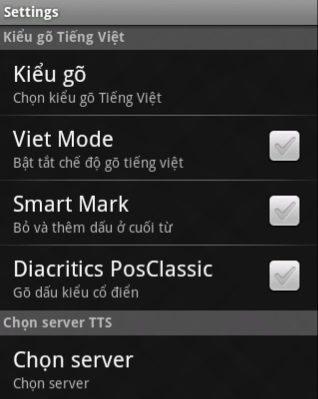 Settings
Kiểu gõ Tiếng Việt
Kiểu gõ
Chọn kiểu gõ Tiếng Việt
Viet Mode
Bật tắt chế độ gõ tiếng việt
Smart Mark
Bỏ và thêm dấu ở cuối từ
Diacritics PosClassic
Gõ dấu kiểu cổ điển
Chọn server TTS
Chọn server
Chọn server